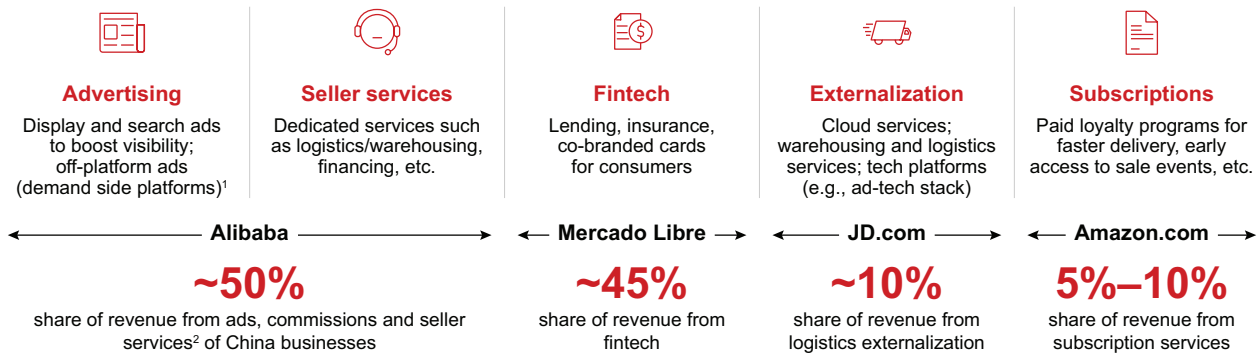 Advertising
Display and search ads
to boost visibility;
off-platform ads
(demand side platforms)¹
Seller services
Dedicated services such
as logistics/warehousing,
financing, etc.
Fintech
Lending, insurance,
co-branded cards
for consumers
Externalization
Cloud services;
warehousing and logistics
services; tech platforms
(e.g., ad-tech stack)
Subscriptions
Paid loyalty programs for
faster delivery, early
access to sale events, etc.
Alibaba
~50%
share of revenue from ads, commissions and seller
services² of China businesses
Mercado Libre
~45%
share of revenue from
fintech
JD.com
~10%
share of revenue from
logistics externalization
Amazon.com
5%–10%
share of revenue from
subscription services